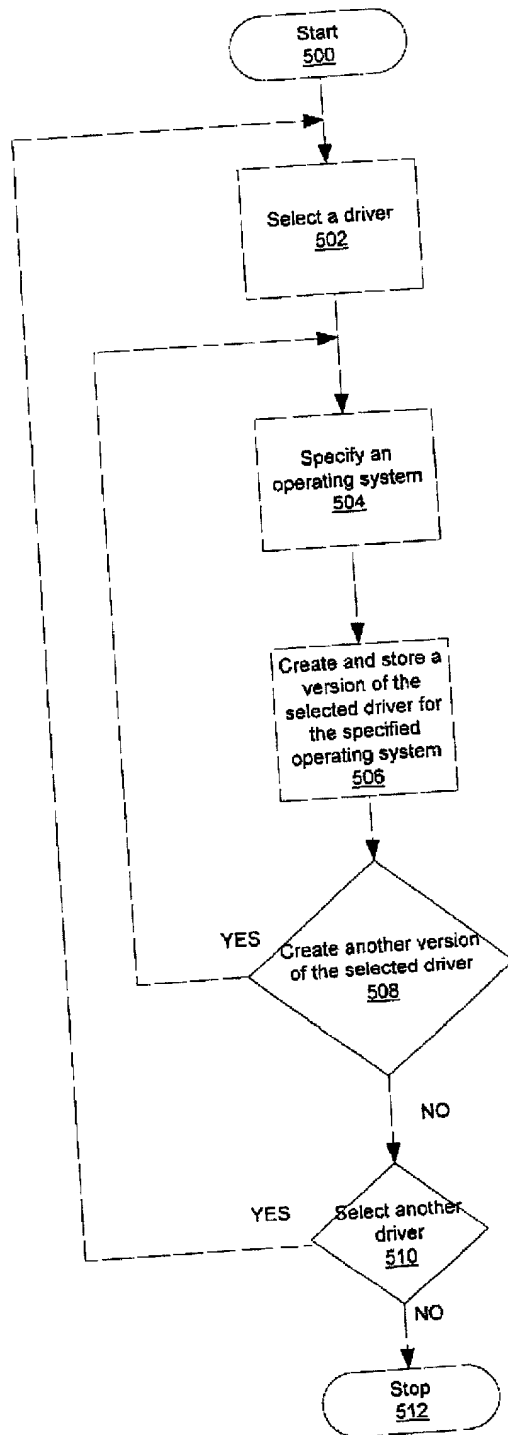 Start
500
Select a driver
502
Specify an
operating system
504
Create and store a
version of the
selected driver for
the specified
operating system
506
YES
Create another version
of the selected driver
508
NO
YES
Select another
driver
510
NO
Stop
512